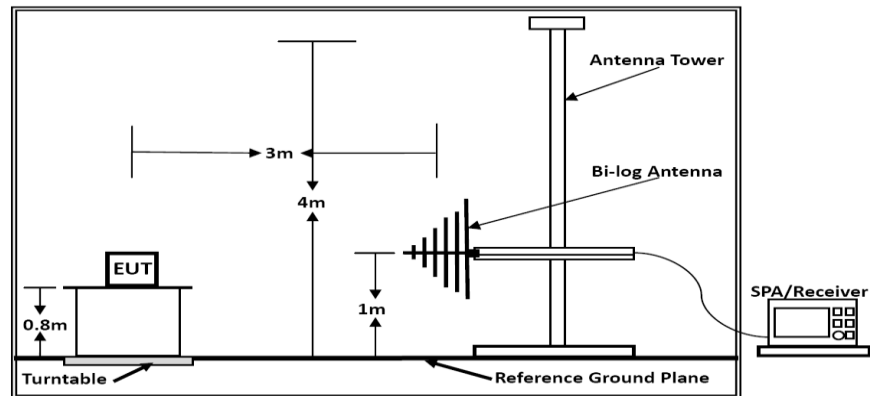 Antenna Tower
3m
Bi-log Antenna
4m
EUT
SPA/Receiver
0.8m
1m
Turntable
Reference Ground Plane